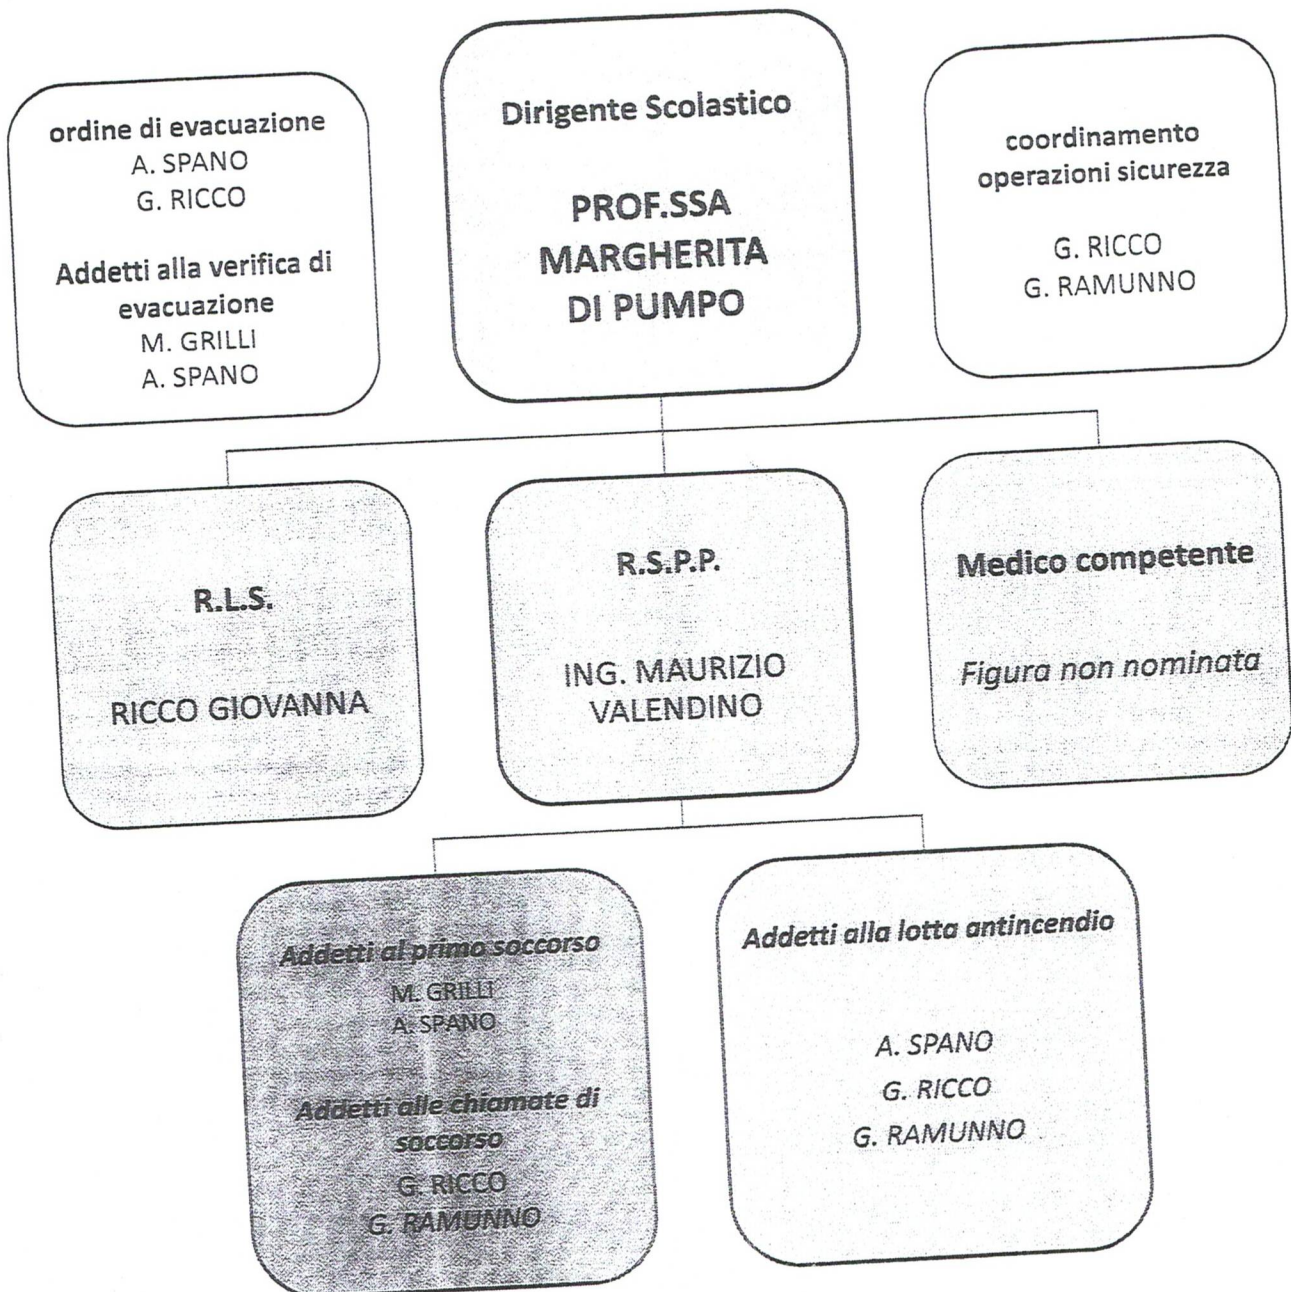 ordine di evacuazione
A. SPANO
G. RICCO
Addetti alla verifica di
evacuazione
M. GRILLI
A. SPANO
Dirigente Scolastico
PROF.SSA
MARGHERITA
DI PUMPO
coordinamento
operazioni sicurezza
G. RICCO
G. RAMUNNO
R.L.S.
RICCO GIOVANNA
R.S.P.P.
ING. MAURIZIO
VALENDINO
Medico competente
Figura non nominata
Addetti al primo soccorso
M. GRILLI
A. SPANO
Addetti alle chiamate di
soccorso
G. RICCO
G. RAMUNNO
Addetti alla lotta antincendio
A. SPANO
G. RICCO
G. RAMUNNO